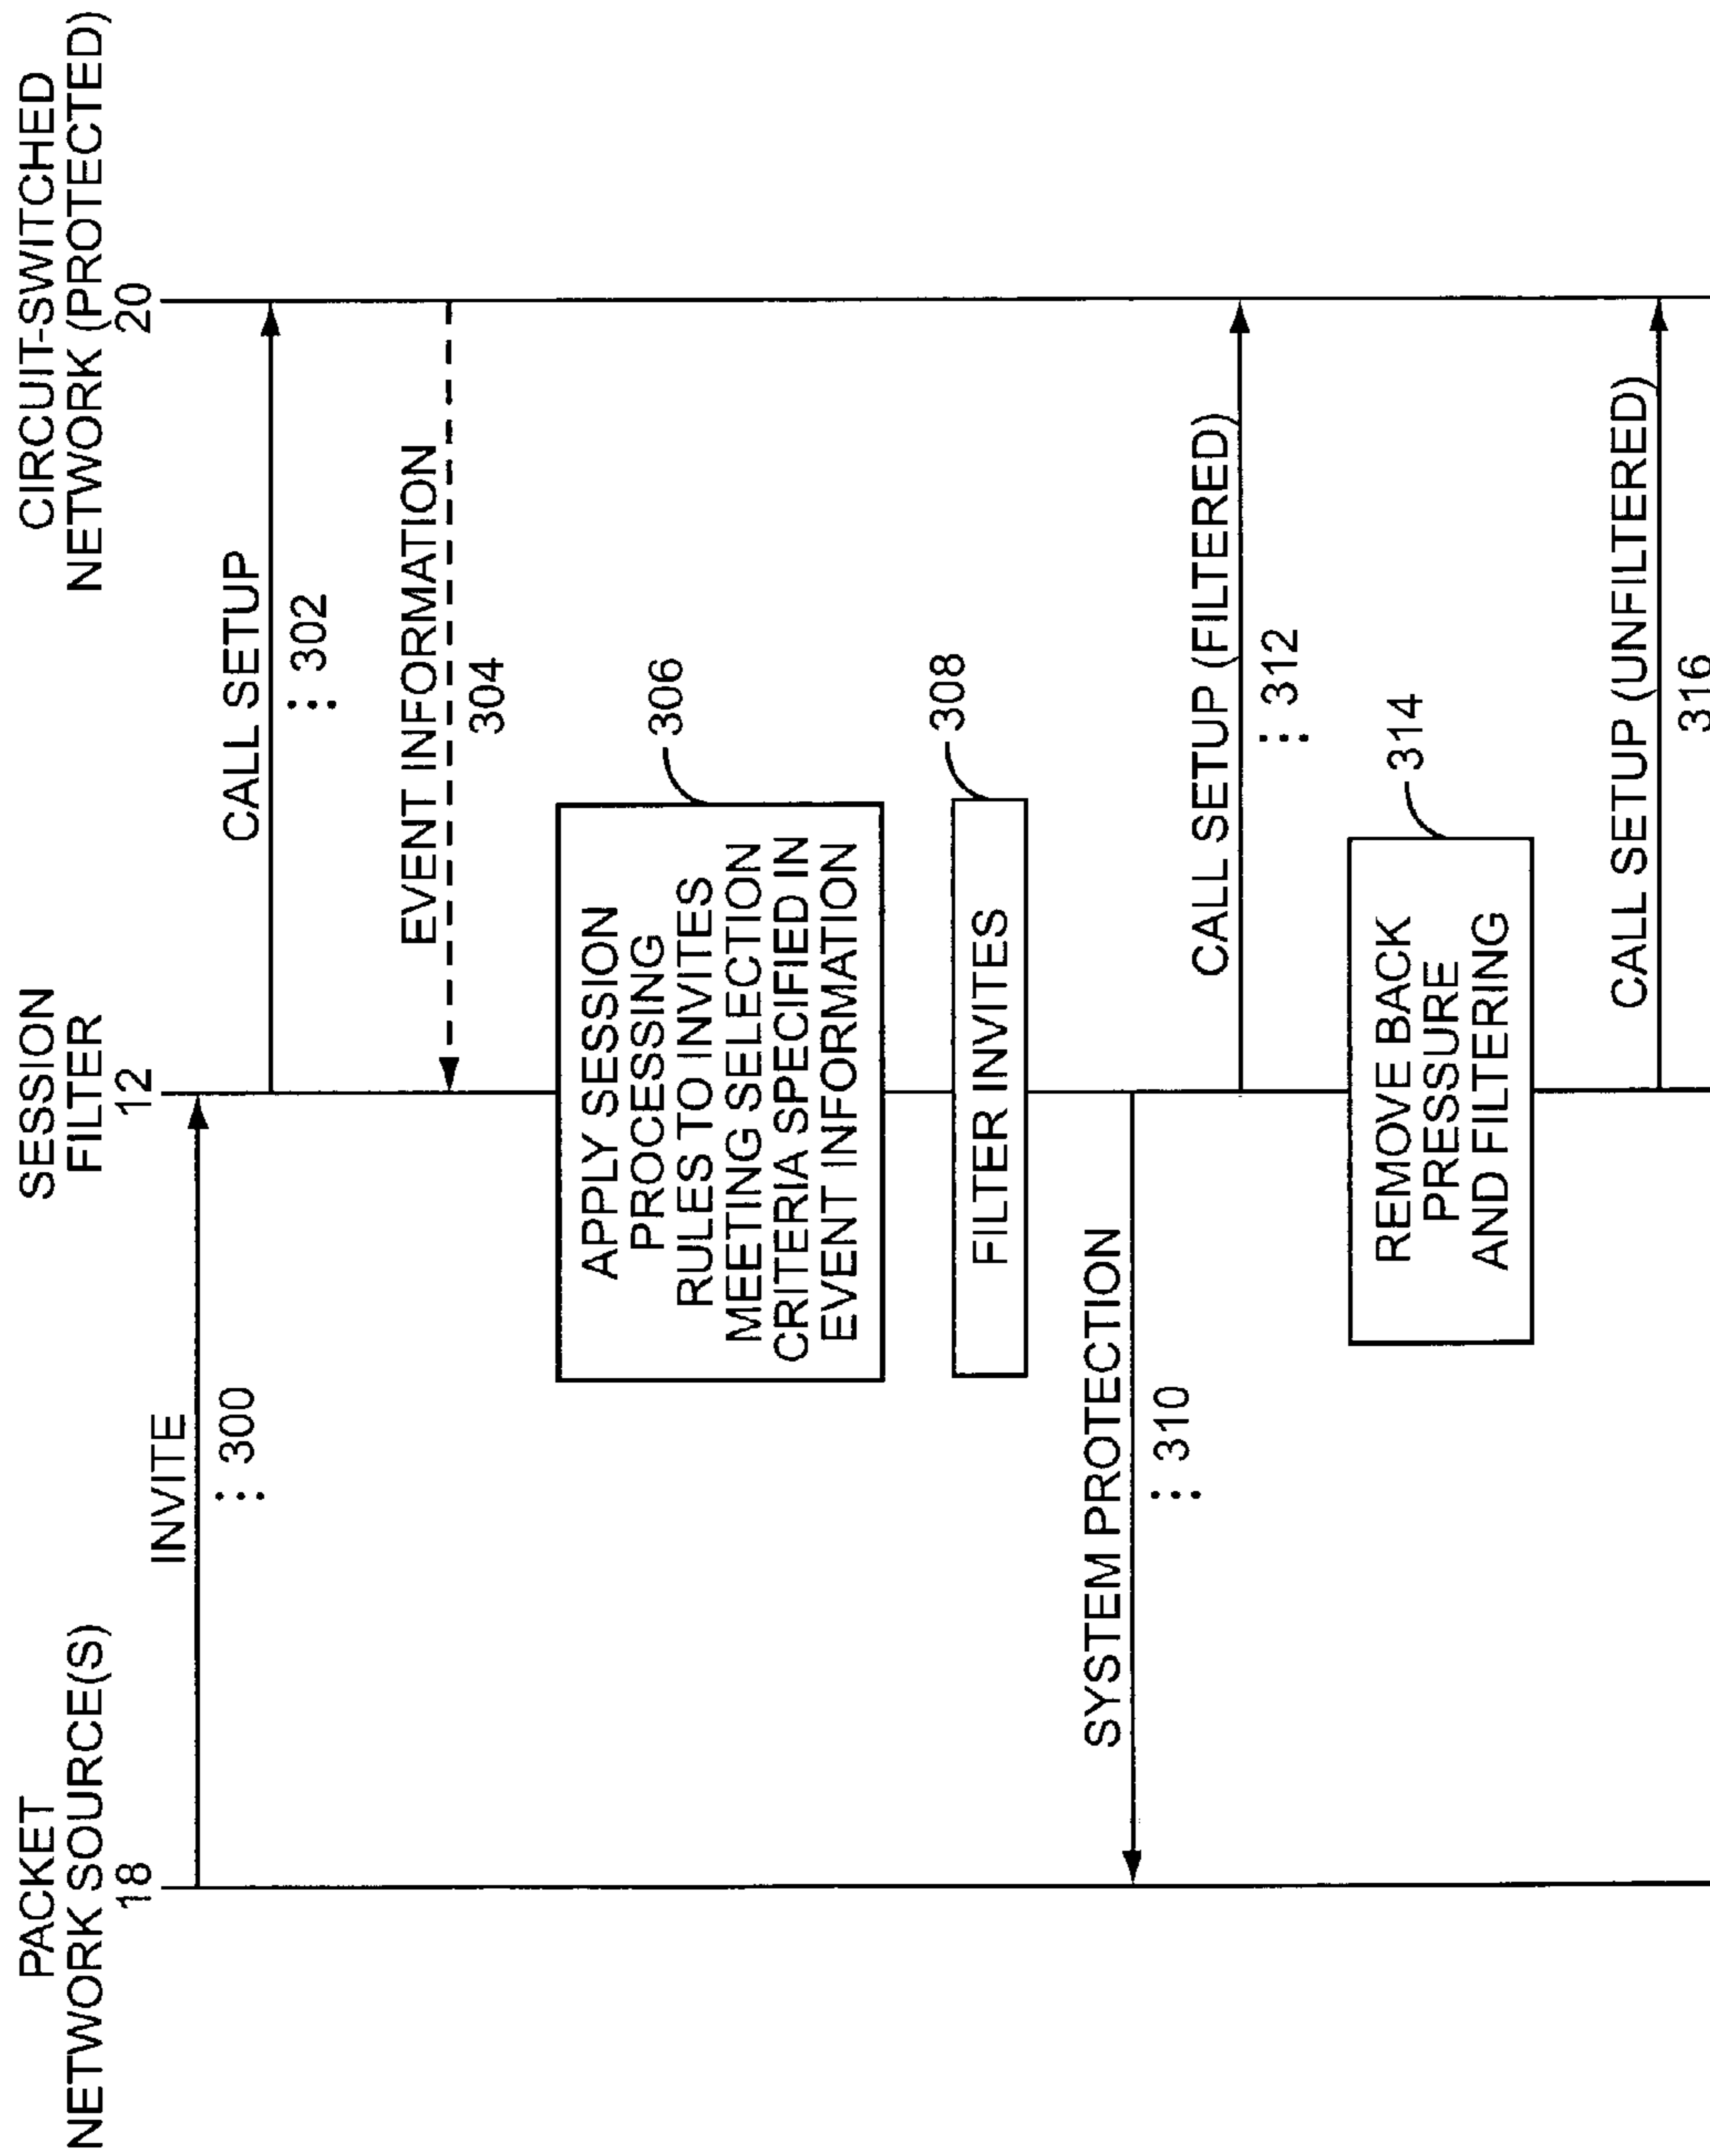 PACKET
NETWORK SOURCE(S)
18
SESSION
FILTER
12
CIRCUIT-SWITCHED
NETWORK (PROTECTED)
20
INVITE
⋮ 300
CALL SETUP
⋮ 302
EVENT INFORMATION
304
APPLY SESSION
PROCESSING
RULES TO INVITES
MEETING SELECTION
CRITERIA SPECIFIED IN
EVENT INFORMATION
306
FILTER INVITES
308
SYSTEM PROTECTION
⋮ 310
CALL SETUP (FILTERED)
⋮ 312
REMOVE BACK
PRESSURE
AND FILTERING
314
CALL SETUP (UNFILTERED)
316